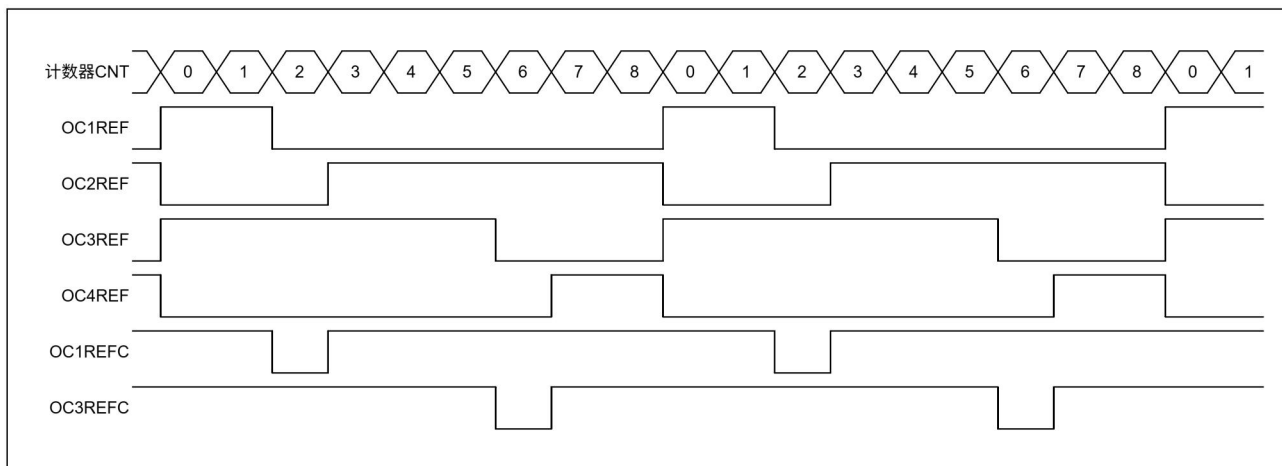 计数器CNT 0 1 2 3 4 5 6 7 8 0 1 2 3 4 5 6 7 8 0 1
OC1REF
OC2REF
OC3REF
OC4REF
OC1REFC
OC3REFC